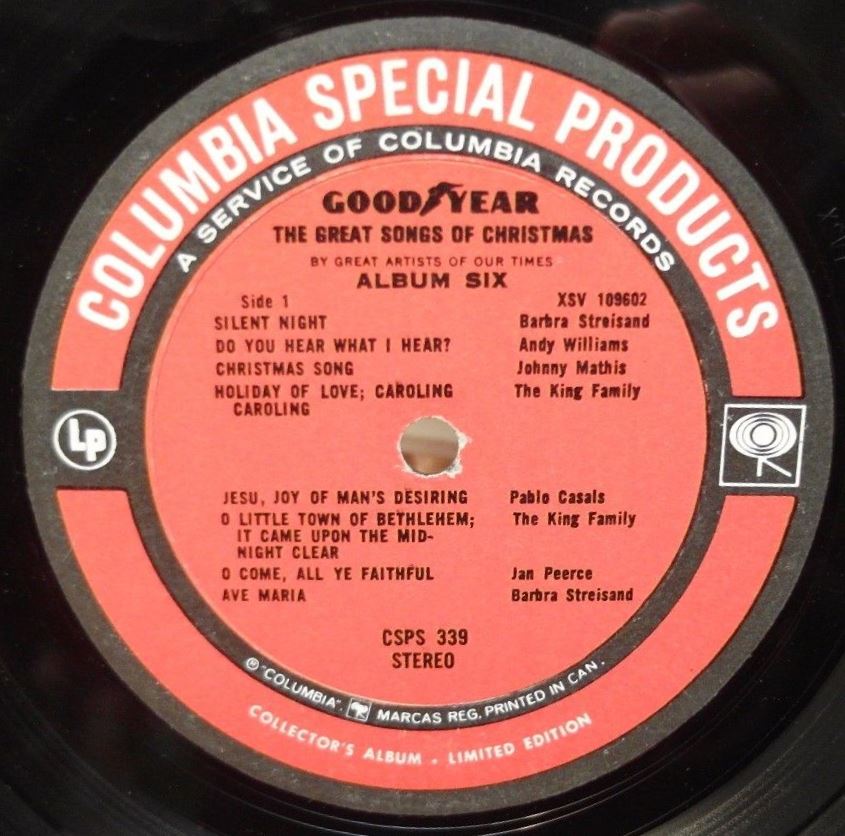 COLUMBIA SPECIAL PRODUCTS
A SERVICE OF COLUMBIA RECORDS
GOODYEAR
THE GREAT SONGS OF CHRISTMAS
BY GREAT ARTISTS OF OUR TIMES
ALBUM SIX
Side 1 XSV 109602
SILENT NIGHT Barbra Streisand
DO YOU HEAR WHAT I HEAR? Andy Williams
CHRISTMAS SONG Johnny Mathis
HOLIDAY OF LOVE; CAROLING The King Family
CAROLING
LP
JESU, JOY OF MAN'S DESIRING Pablo Casals
O LITTLE TOWN OF BETHLEHEM; The King Family
IT CAME UPON THE MID-
NIGHT CLEAR
O COME, ALL YE FAITHFUL Jan Peerce
AVE MARIA Barbra Streisand
CSPS 339
STEREO
© "COLUMBIA", MARCAS REG. PRINTED IN CAN.
COLLECTOR'S ALBUM • LIMITED EDITION